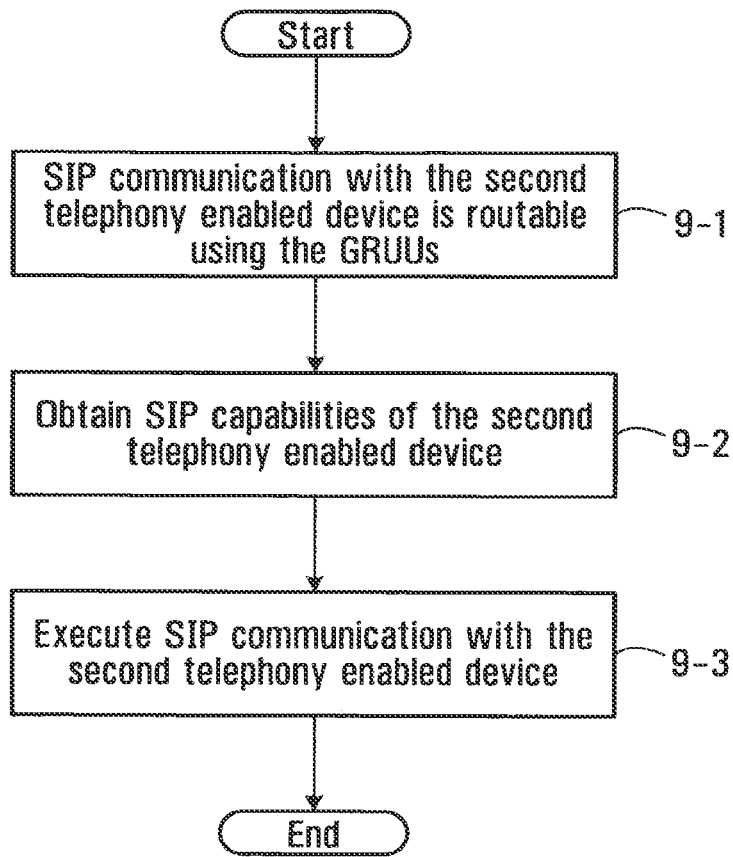 Start
SIP communication with the second
telephony enabled device is routable
using the GRUUs
9-1
Obtain SIP capabilities of the second
telephony enabled device
9-2
Execute SIP communication with the
second telephony enabled device
9-3
End